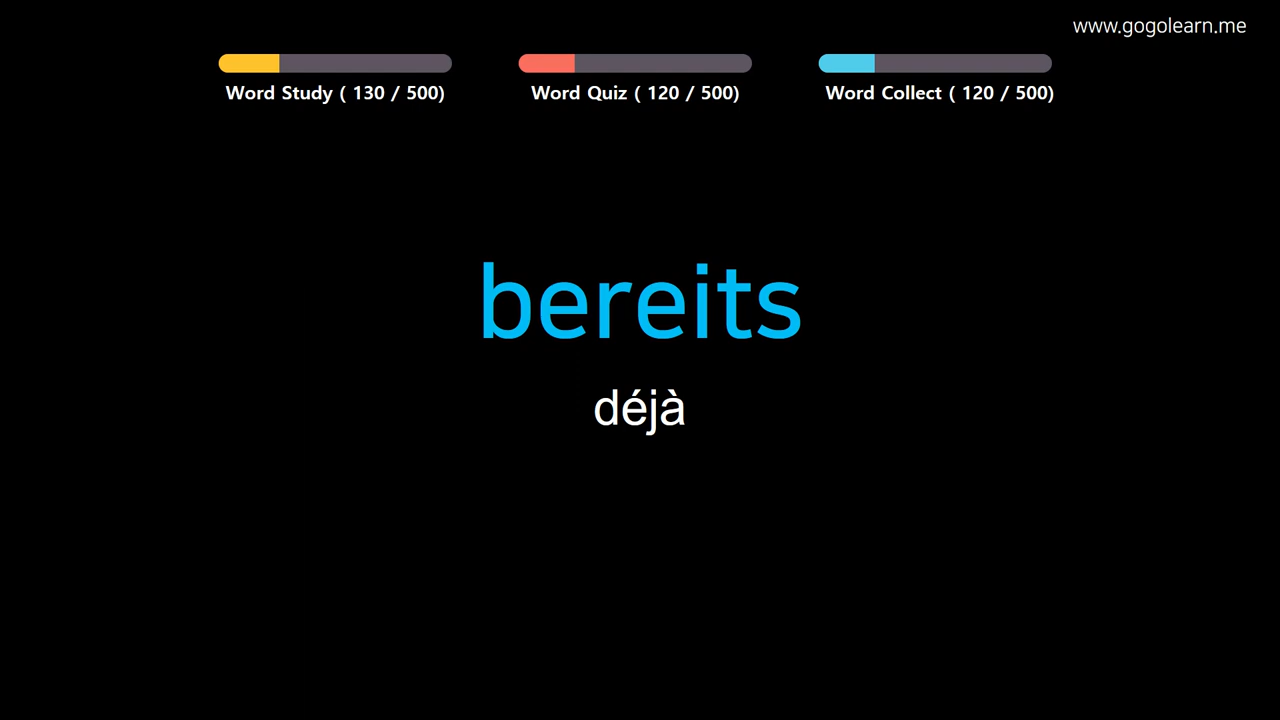 www.gogolearn.me
Word Study ( 130 / 500)
Word Quiz ( 120 / 500)
Word Collect ( 120 / 500)
bereits
déjà